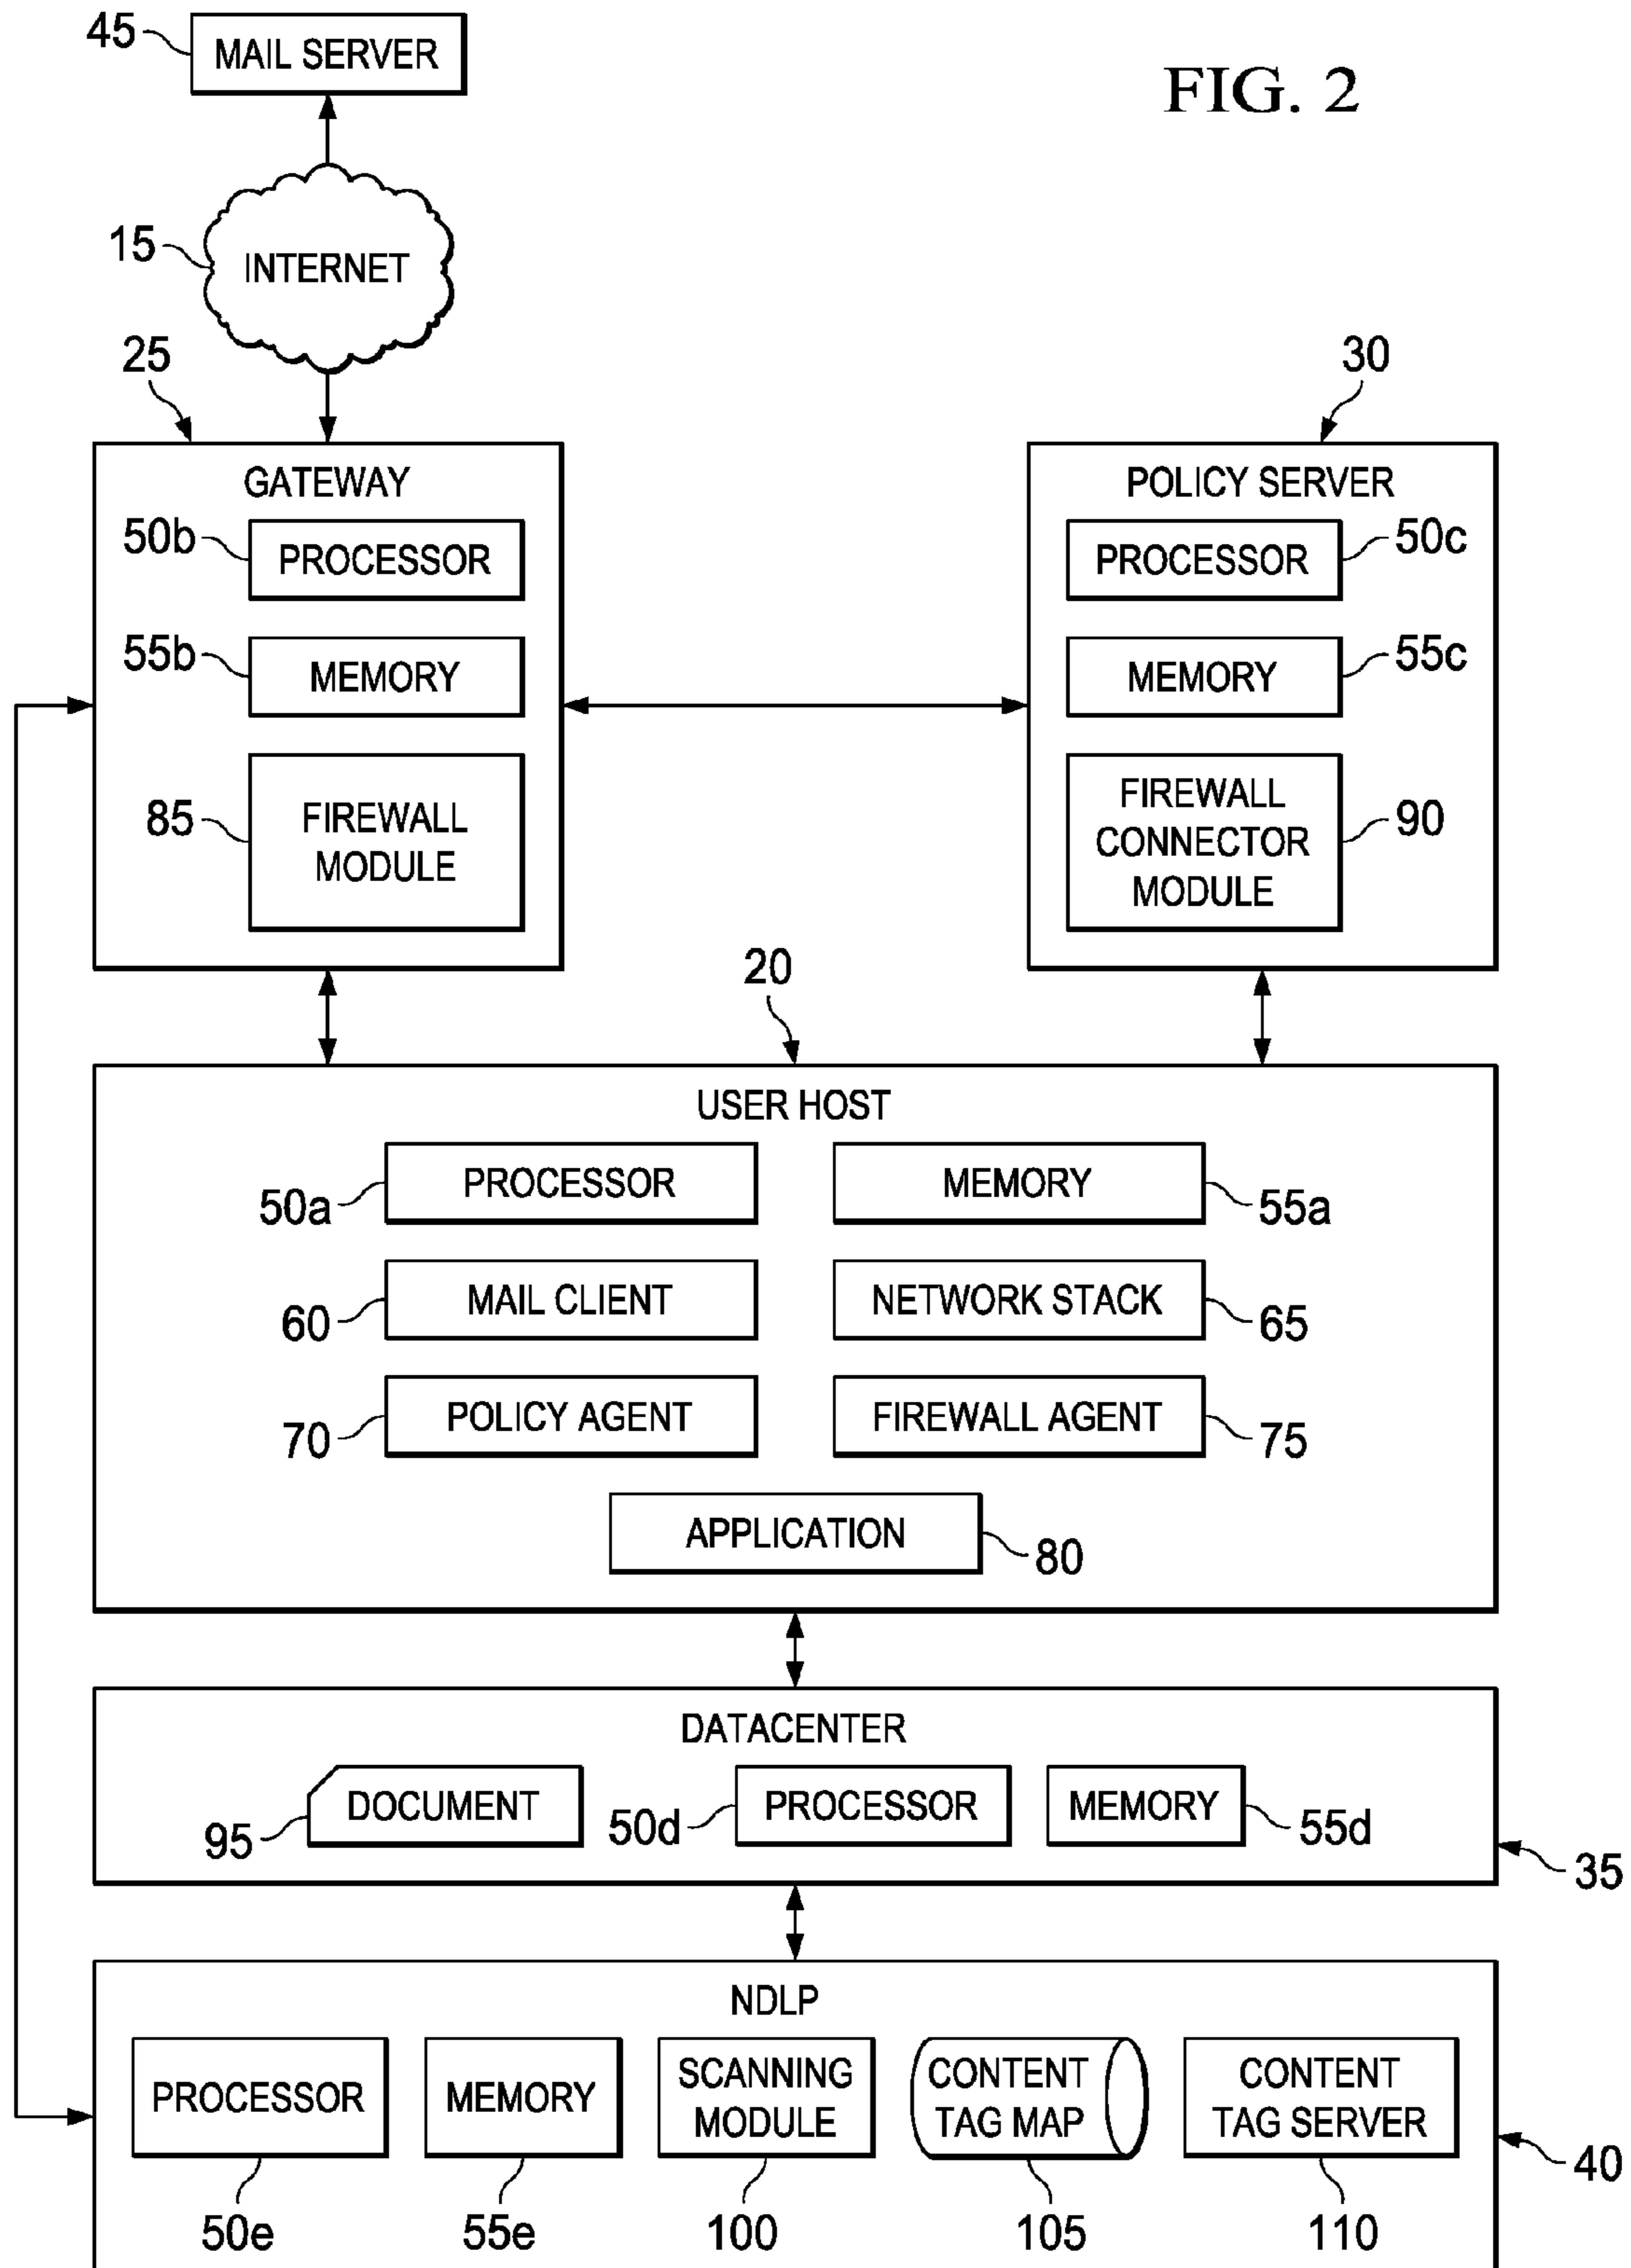 45
MAIL SERVER
FIG. 2
15
INTERNET
25
30
GATEWAY
50b
PROCESSOR
55b
MEMORY
85
FIREWALL
MODULE
POLICY SERVER
PROCESSOR
50c
MEMORY
55c
FIREWALL
CONNECTOR
MODULE
90
20
USER HOST
50a
PROCESSOR
MEMORY
55a
60
MAIL CLIENT
NETWORK STACK
65
70
POLICY AGENT
FIREWALL AGENT
75
APPLICATION
80
DATACENTER
95
DOCUMENT
50d
PROCESSOR
MEMORY
55d
35
NDLP
PROCESSOR
MEMORY
SCANNING
MODULE
CONTENT
TAG MAP
CONTENT
TAG SERVER
40
50e
55e
100
105
110